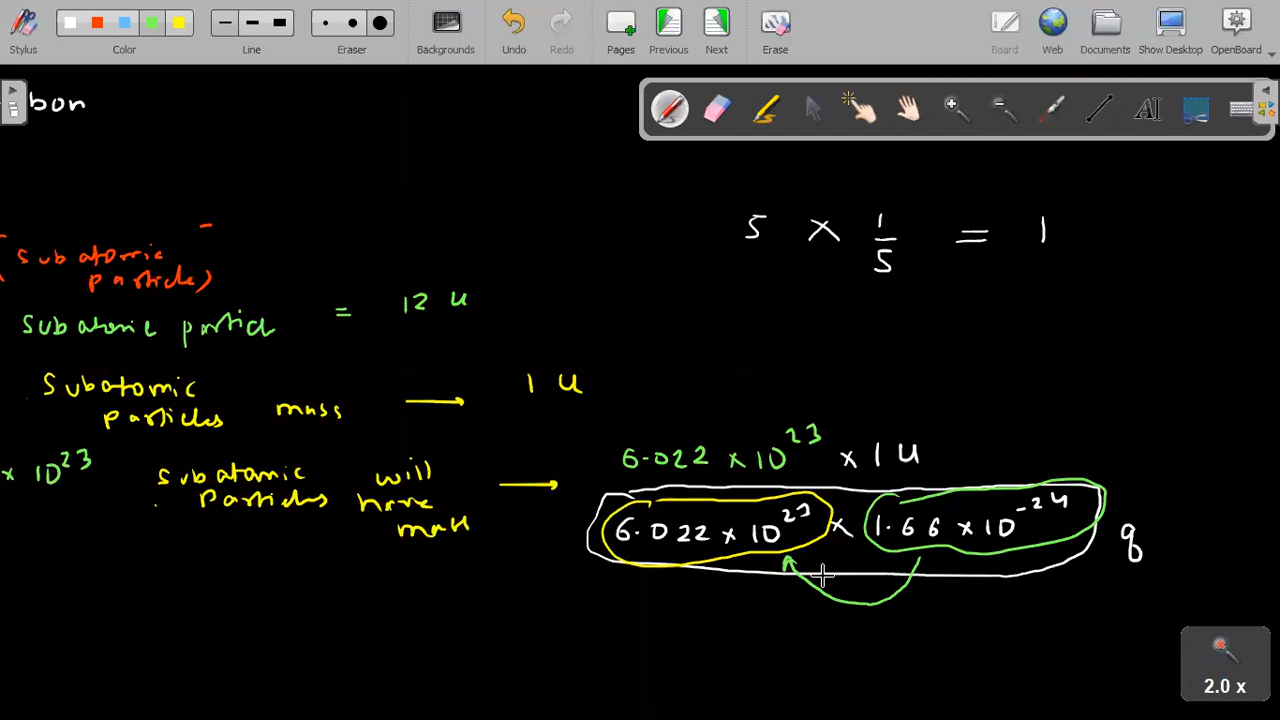 Stylus Color Line Eraser Backgrounds Undo Redo Pages Previous Next Erase Board Web Documents Show Desktop OpenBoard
bon
AI
5 × 1/5 = 1
(Subatomic
particles)
Subatomic particle = 12 u
Subatomic
particles mass → 1 u
6.022 × 10^23 × 1 u
× 10^23 subatomic
particles will
have
mass →
6.022 × 10^23 × 1.66 × 10^-24 g
2.0 x